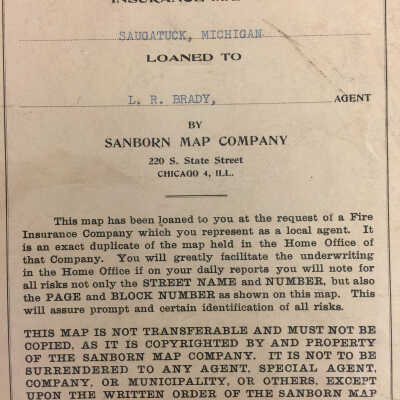 INSURANCE MAP
SAUGATUCK, MICHIGAN
LOANED TO
L. R. BRADY, AGENT
BY
SANBORN MAP COMPANY
220 S. State Street
CHICAGO 4, ILL.
This map has been loaned to you at the request of a Fire
Insurance Company which you represent as a local agent. It
is an exact duplicate of the map held in the Home Office of
that Company. You will greatly facilitate the underwriting
in the Home Office if on your daily reports you will note for
all risks not only the STREET NAME and NUMBER, but also
the PAGE and BLOCK NUMBER as shown on this map. This
will assure prompt and certain identification of all risks.
THIS MAP IS NOT TRANSFERABLE AND MUST NOT BE
COPIED, AS IT IS COPYRIGHTED BY AND PROPERTY
OF THE SANBORN MAP COMPANY. IT IS NOT TO BE
SURRENDERED TO ANY AGENT, SPECIAL AGENT,
COMPANY, OR MUNICIPALITY, OR OTHERS, EXCEPT
UPON THE WRITTEN ORDER OF THE SANBORN MAP